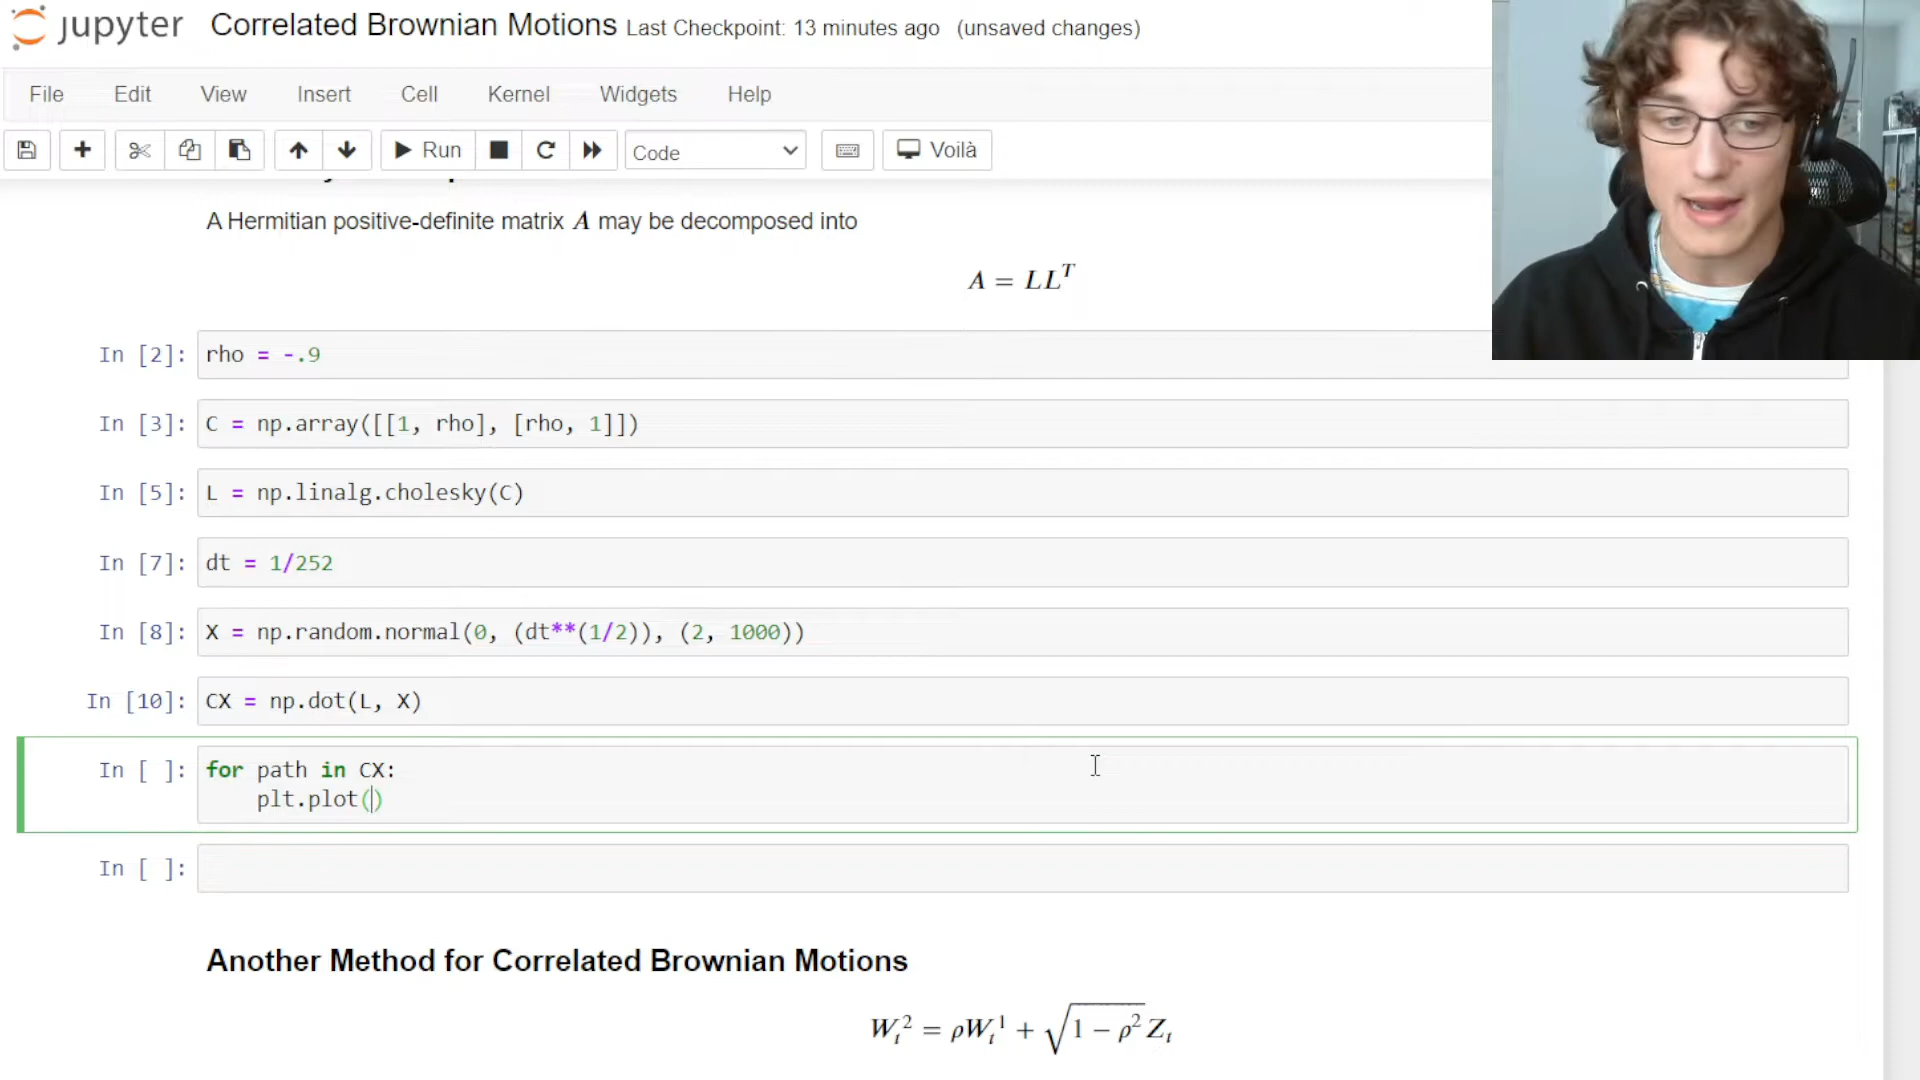 jupyter Correlated Brownian Motions Last Checkpoint: 13 minutes ago (unsaved changes)
File Edit View Insert Cell Kernel Widgets Help
Run Code Voilà
A Hermitian positive-definite matrix A may be decomposed into
A = LL^T
In [2]: rho = -.9
In [3]: C = np.array([[1, rho], [rho, 1]])
In [5]: L = np.linalg.cholesky(C)
In [7]: dt = 1/252
In [8]: X = np.random.normal(0, (dt**(1/2)), (2, 1000))
In [10]: CX = np.dot(L, X)
In [ ]: for path in CX:
plt.plot()
In [ ]:
Another Method for Correlated Brownian Motions
W_t^2 = ρW_t^1 + √(1 − ρ^2) Z_t